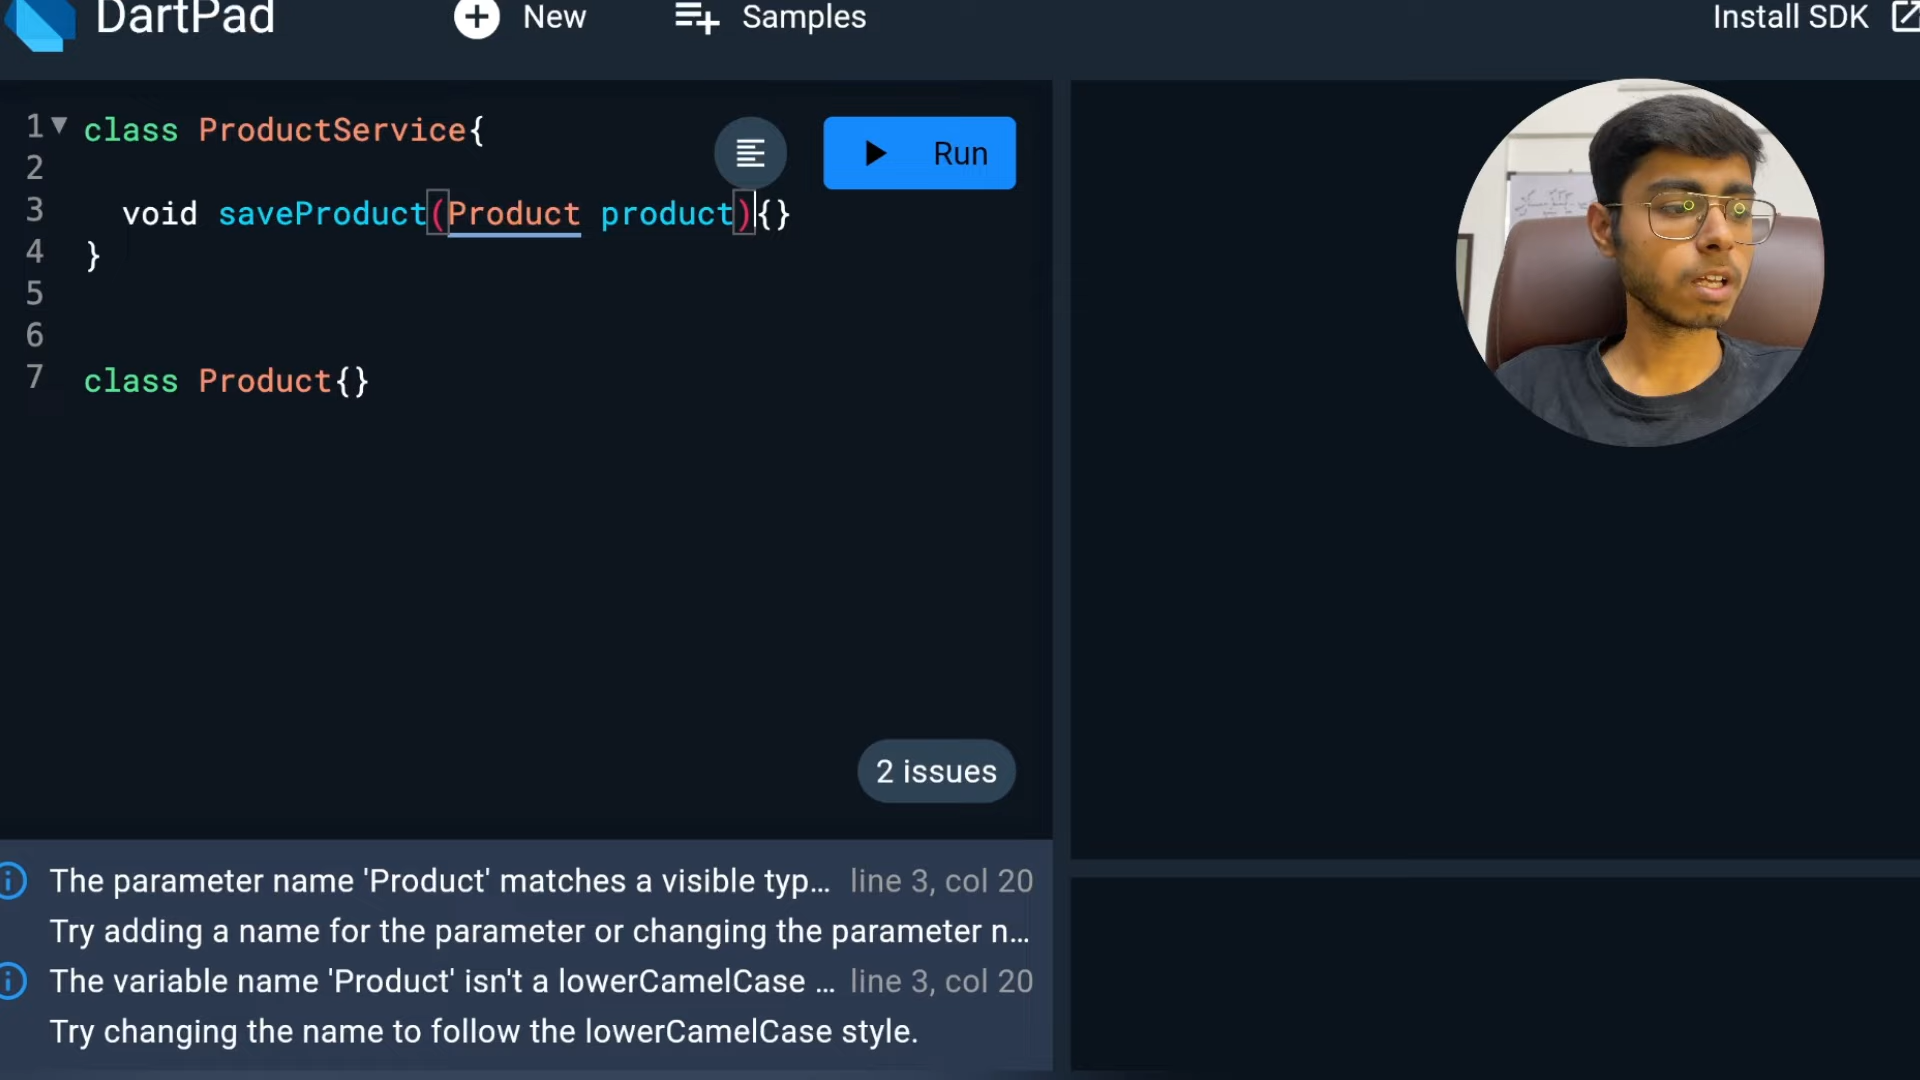 DartPad
New
Samples
Install SDK
1 class ProductService{
2
3 void saveProduct(Product product){}
4 }
5
6
7 class Product{}
Run
2 issues
The parameter name 'Product' matches a visible typ... line 3, col 20
Try adding a name for the parameter or changing the parameter n...
The variable name 'Product' isn't a lowerCamelCase ... line 3, col 20
Try changing the name to follow the lowerCamelCase style.